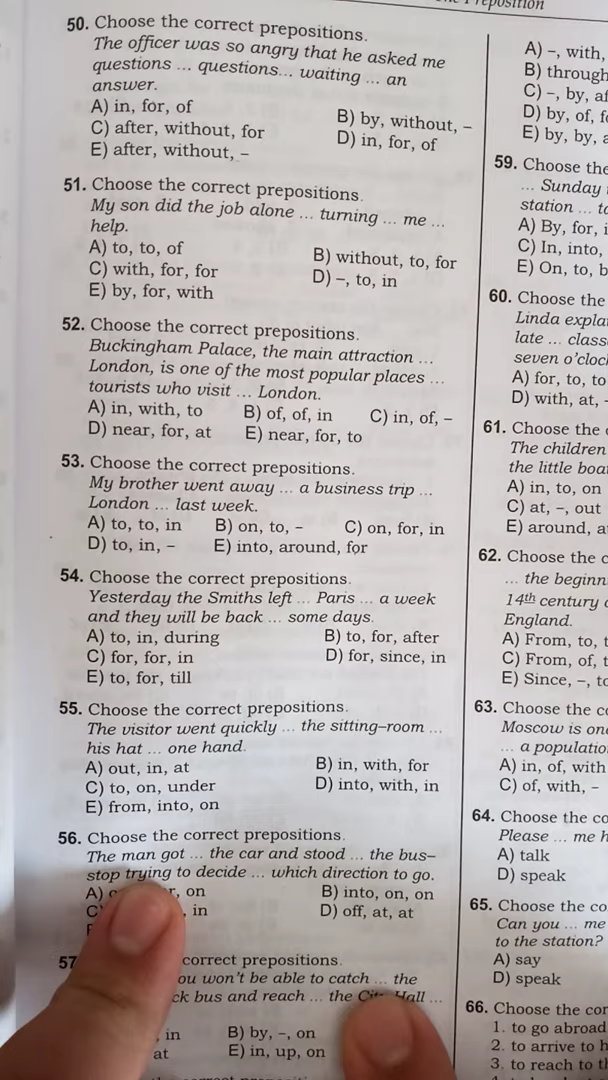 Preposition
50. Choose the correct prepositions.
The officer was so angry that he asked me
questions ... questions... waiting ... an
answer.
A) in, for, of
B) by, without, –
C) after, without, for
D) in, for, of
E) after, without, –
51. Choose the correct prepositions.
My son did the job alone ... turning ... me ...
help.
A) to, to, of
B) without, to, for
C) with, for, for
D) –, to, in
E) by, for, with
52. Choose the correct prepositions.
Buckingham Palace, the main attraction ...
London, is one of the most popular places ...
tourists who visit ... London.
A) in, with, to B) of, of, in C) in, of, –
D) near, for, at E) near, for, to
53. Choose the correct prepositions.
My brother went away ... a business trip ...
London ... last week.
A) to, to, in B) on, to, – C) on, for, in
D) to, in, – E) into, around, for
54. Choose the correct prepositions.
Yesterday the Smiths left ... Paris ... a week
and they will be back ... some days.
A) to, in, during
B) to, for, after
C) for, for, in
D) for, since, in
E) to, for, till
55. Choose the correct prepositions.
The visitor went quickly ... the sitting–room ...
his hat ... one hand.
A) out, in, at
B) in, with, for
C) to, on, under
D) into, with, in
E) from, into, on
56. Choose the correct prepositions.
The man got ... the car and stood ... the bus–
stop trying to decide ... which direction to go.
A) , on
B) into, on, on
C) , in
D) off, at, at
57 correct prepositions.
ou won't be able to catch ... the
ck bus and reach ... the City Hall ...
, in
B) by, –, on
at
E) in, up, on
A) –, with,
B) through
C) –, by, af
D) by, of, fo
E) by, by, a
59. Choose the
... Sunday
station ... to
A) By, for, i
C) In, into,
E) On, to, b
60. Choose the
Linda explai
late ... class
seven o'cloc
A) for, to, to
D) with, at, –
61. Choose the
The children
the little boa
A) in, to, on
C) at, –, out
E) around, a
62. Choose the c
... the beginn
14th century
England.
A) From, to, t
C) From, of, t
E) Since, –, to
63. Choose the co
Moscow is one
... a populatio
A) in, of, with
C) of, with, –
64. Choose the co
Please ... me h
A) talk
D) speak
65. Choose the co
Can you ... me
to the station?
A) say
D) speak
66. Choose the cor
1. to go abroad
2. to arrive to h
3. to reach to th